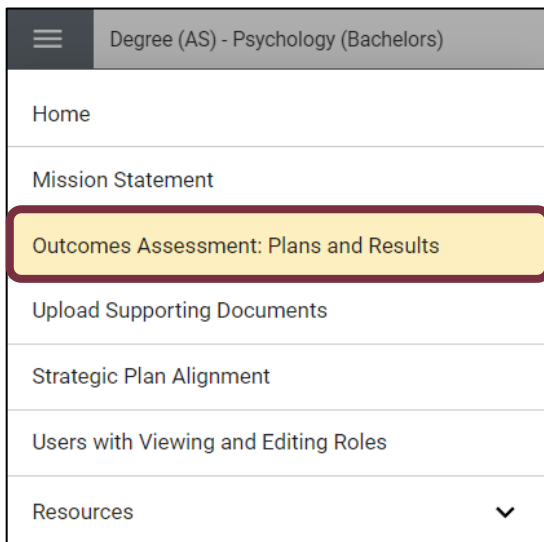 Degree (AS) - Psychology (Bachelors)
Home
Mission Statement
Outcomes Assessment: Plans and Results
Upload Supporting Documents
Strategic Plan Alignment
Users with Viewing and Editing Roles
Resources